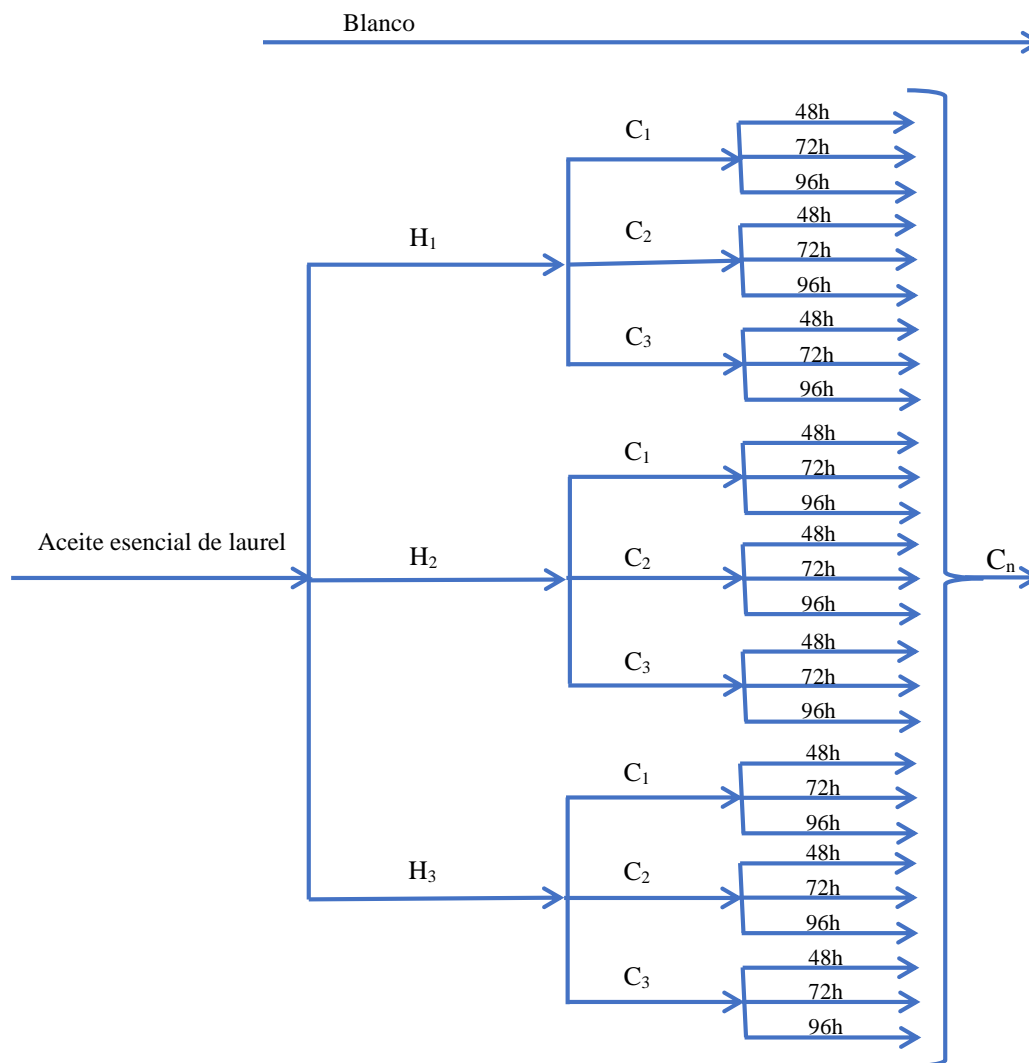 Blanco
48h
C₁
72h
96h
48h
C₂
H₁
72h
96h
48h
C₃
72h
96h
48h
C₁
72h
96h
48h
Aceite esencial de laurel
H₂
C₂
72h
Cₙ
96h
48h
C₃
72h
96h
48h
C₁
72h
96h
48h
H₃
C₂
72h
96h
48h
C₃
72h
96h